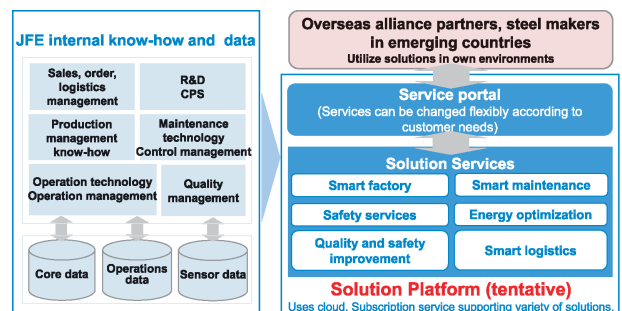 JFE internal know-how and data
Sales, order,
logistics
management
R&D
CPS
Production
management
know-how
Maintenance
technology
Control management
Operation technology
Operation management
Quality
management
Core data
Operations
data
Sensor data
Overseas alliance partners, steel makers
in emerging countries
Utilize solutions in own environments
Service portal
(Services can be changed flexibly according to
customer needs)
Solution Services
Smart factory
Smart maintenance
Safety services
Energy optimization
Quality and safety
improvement
Smart logistics
Solution Platform (tentative)
Uses cloud. Subscription service supporting variety of solutions.